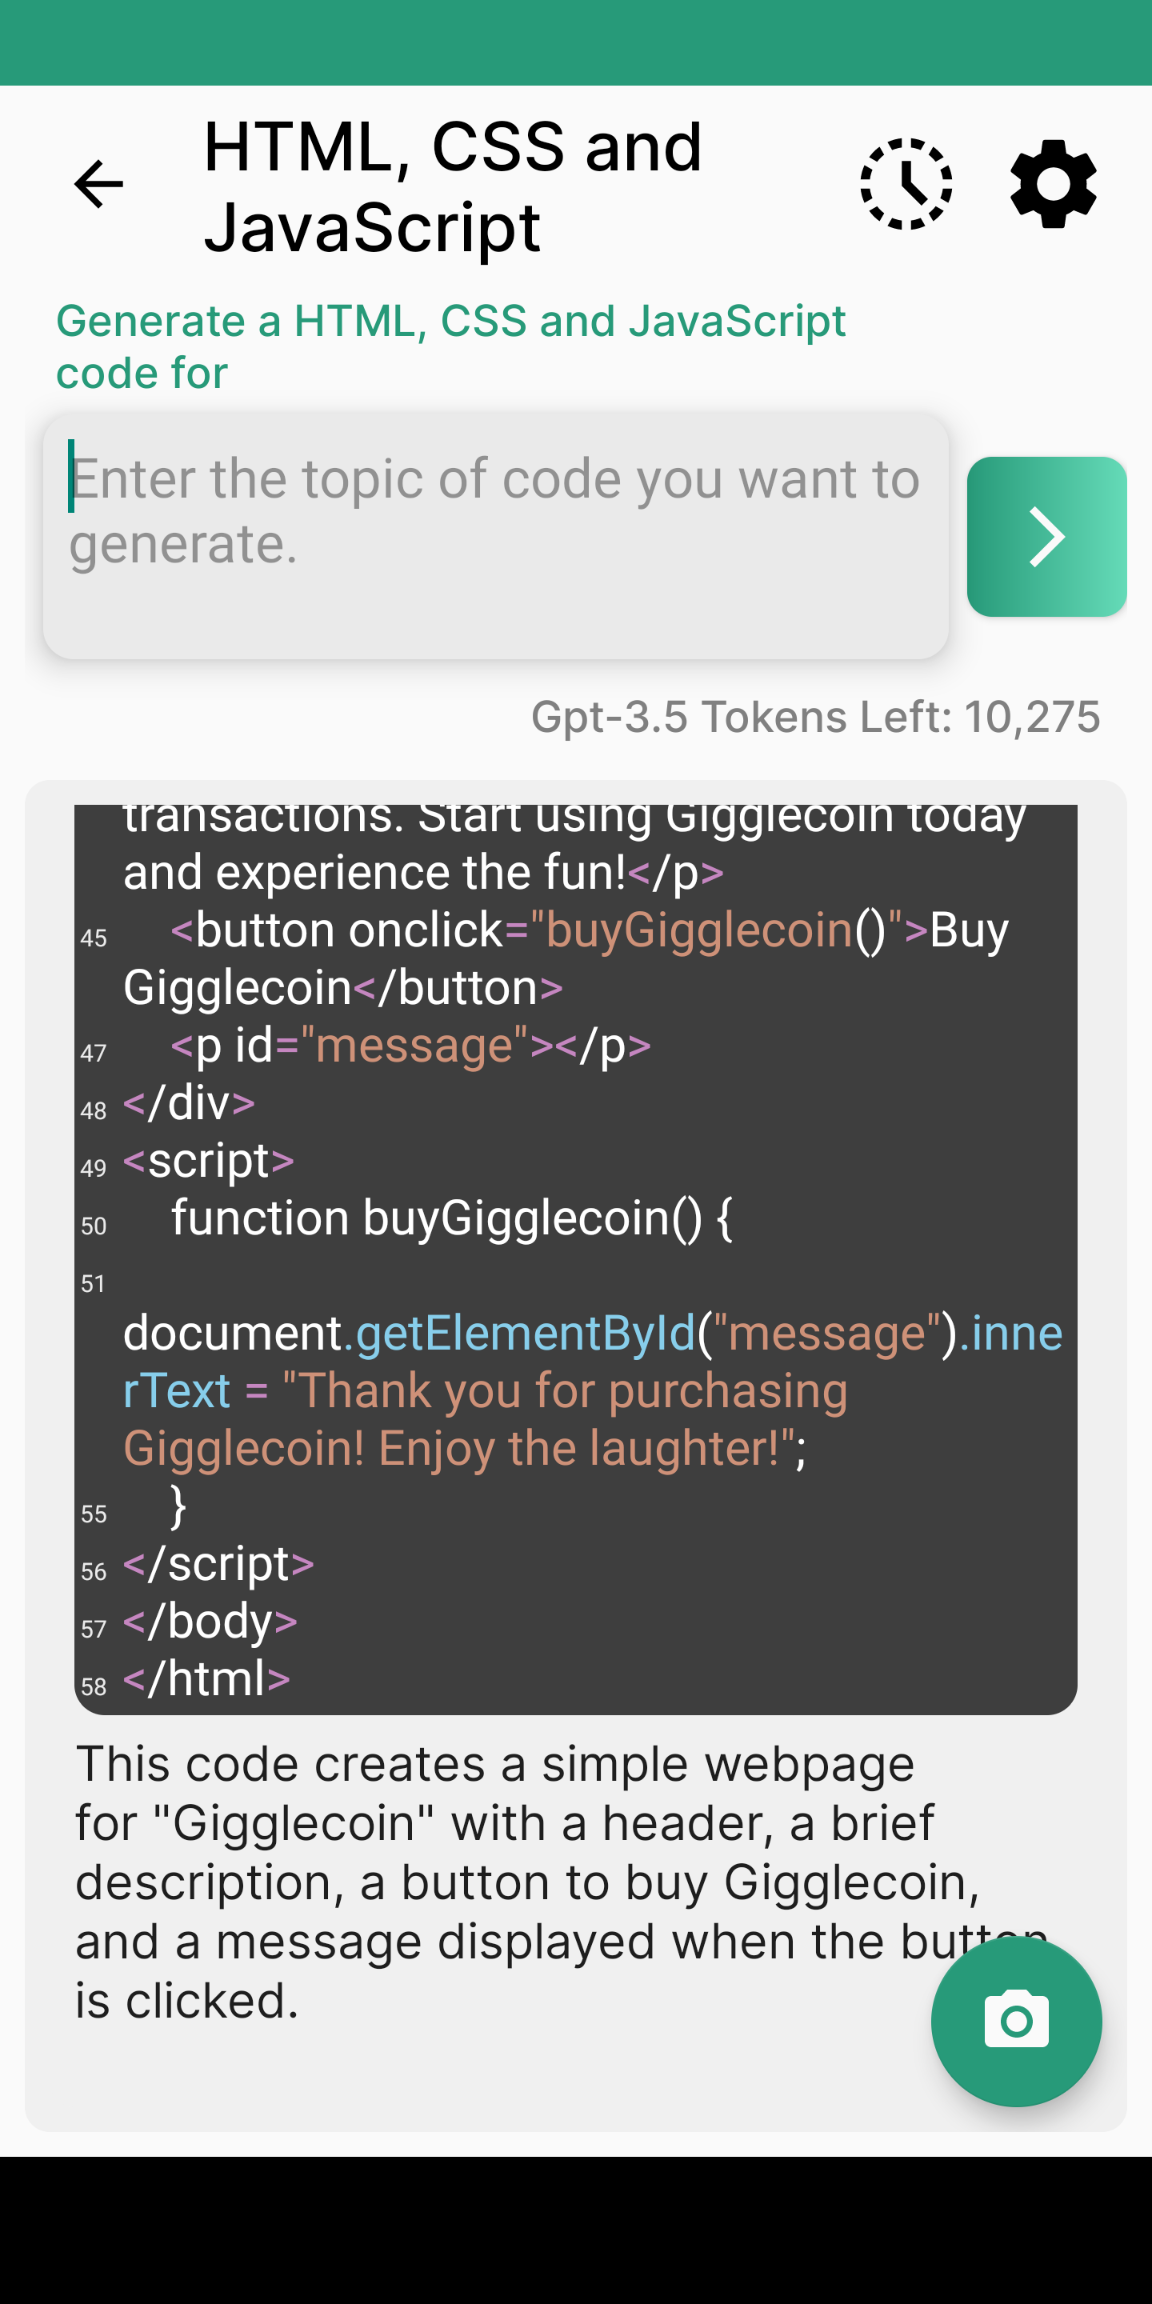 HTML, CSS and
JavaScript
Generate a HTML, CSS and JavaScript
code for
Enter the topic of code you want to
generate.
Gpt-3.5 Tokens Left: 10,275
transactions. Start using Gigglecoin today
and experience the fun!</p>
45 <button onclick="buyGigglecoin()">Buy
Gigglecoin</button>
47 <p id="message"></p>
48 </div>
49 <script>
50 function buyGigglecoin() {
51
document.getElementById("message").inne
rText = "Thank you for purchasing
Gigglecoin! Enjoy the laughter!";
55 }
56 </script>
57 </body>
58 </html>
This code creates a simple webpage
for "Gigglecoin" with a header, a brief
description, a button to buy Gigglecoin,
and a message displayed when the button
is clicked.